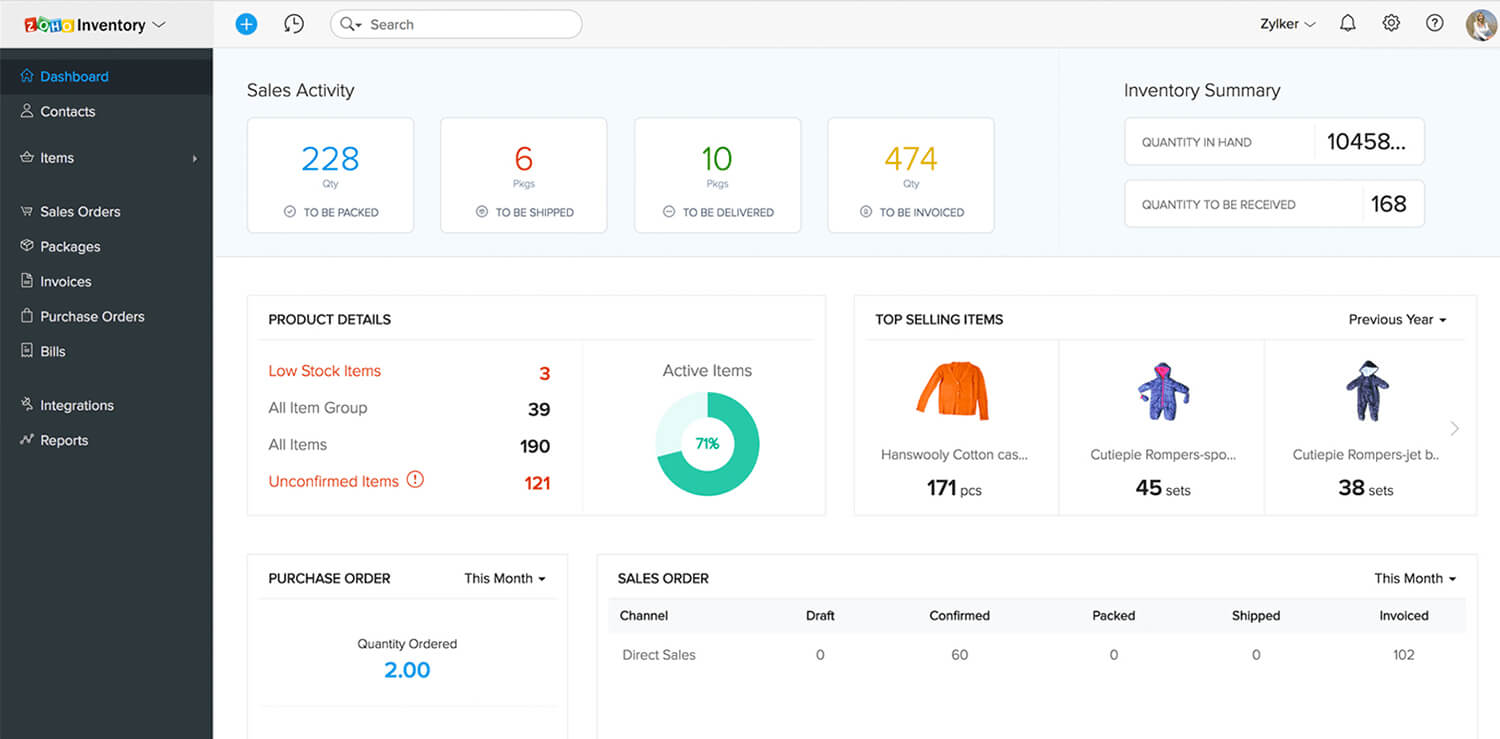 ZOHO Inventory
Search
Zylker
Dashboard
Contacts
Items
Sales Orders
Packages
Invoices
Purchase Orders
Bills
Integrations
Reports
Sales Activity
228
Qty
TO BE PACKED
6
Pkgs
TO BE SHIPPED
10
Pkgs
TO BE DELIVERED
474
Qty
TO BE INVOICED
Inventory Summary
QUANTITY IN HAND 10458...
QUANTITY TO BE RECEIVED 168
PRODUCT DETAILS
Low Stock Items 3
All Item Group 39
All Items 190
Unconfirmed Items 121
Active Items
71%
TOP SELLING ITEMS Previous Year
Hanswooly Cotton cas...
171 pcs
Cutiepie Rompers-spo...
45 sets
Cutiepie Rompers-jet b..
38 sets
PURCHASE ORDER This Month
Quantity Ordered
2.00
SALES ORDER This Month
Channel Draft Confirmed Packed Shipped Invoiced
Direct Sales 0 60 0 0 102